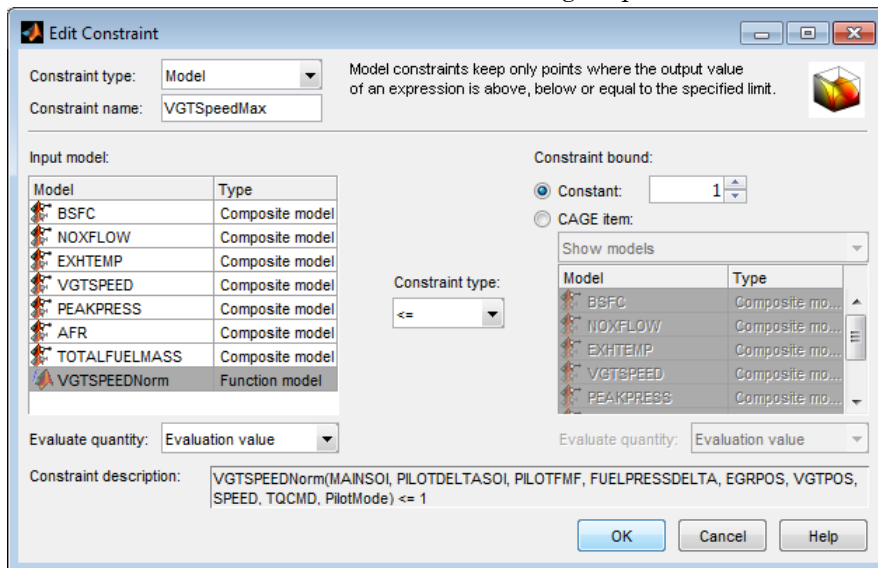 Edit Constraint
Constraint type: Model
Model constraints keep only points where the output value
of an expression is above, below or equal to the specified limit.
Constraint name: VGTSpeedMax
Input model:
Model Type
BSFC Composite model
NOXFLOW Composite model
EXHTEMP Composite model
VGTSPEED Composite model
PEAKPRESS Composite model
AFR Composite model
TOTALFUELMASS Composite model
VGTSPEEDNorm Function model
Evaluate quantity: Evaluation value
Constraint type:
<=
Constraint bound:
Constant: 1
CAGE item:
Show models
Model Type
BSFC Composite mo...
NOXFLOW Composite mo...
EXHTEMP Composite mo...
VGTSPEED Composite mo...
PEAKPRESS Composite mo...
Evaluate quantity: Evaluation value
Constraint description: VGTSPEEDNorm(MAINSOI, PILOTDELTASOI, PILOTFMF, FUELPRESSDELTA, EGRPOS, VGTPOS,
SPEED, TQCMD, PilotMode) <= 1
OK Cancel Help